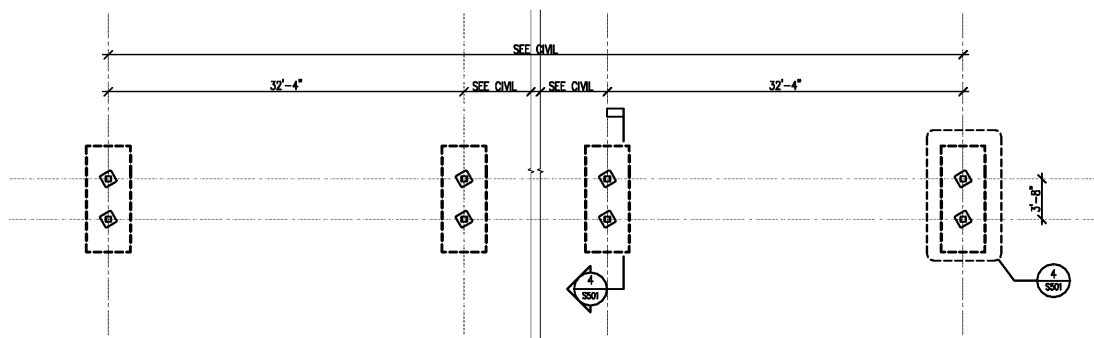 SEE CIVIL
32'-4" SEE CIVIL SEE CIVIL 32'-4"
3'-8"
4
S501
4
S501